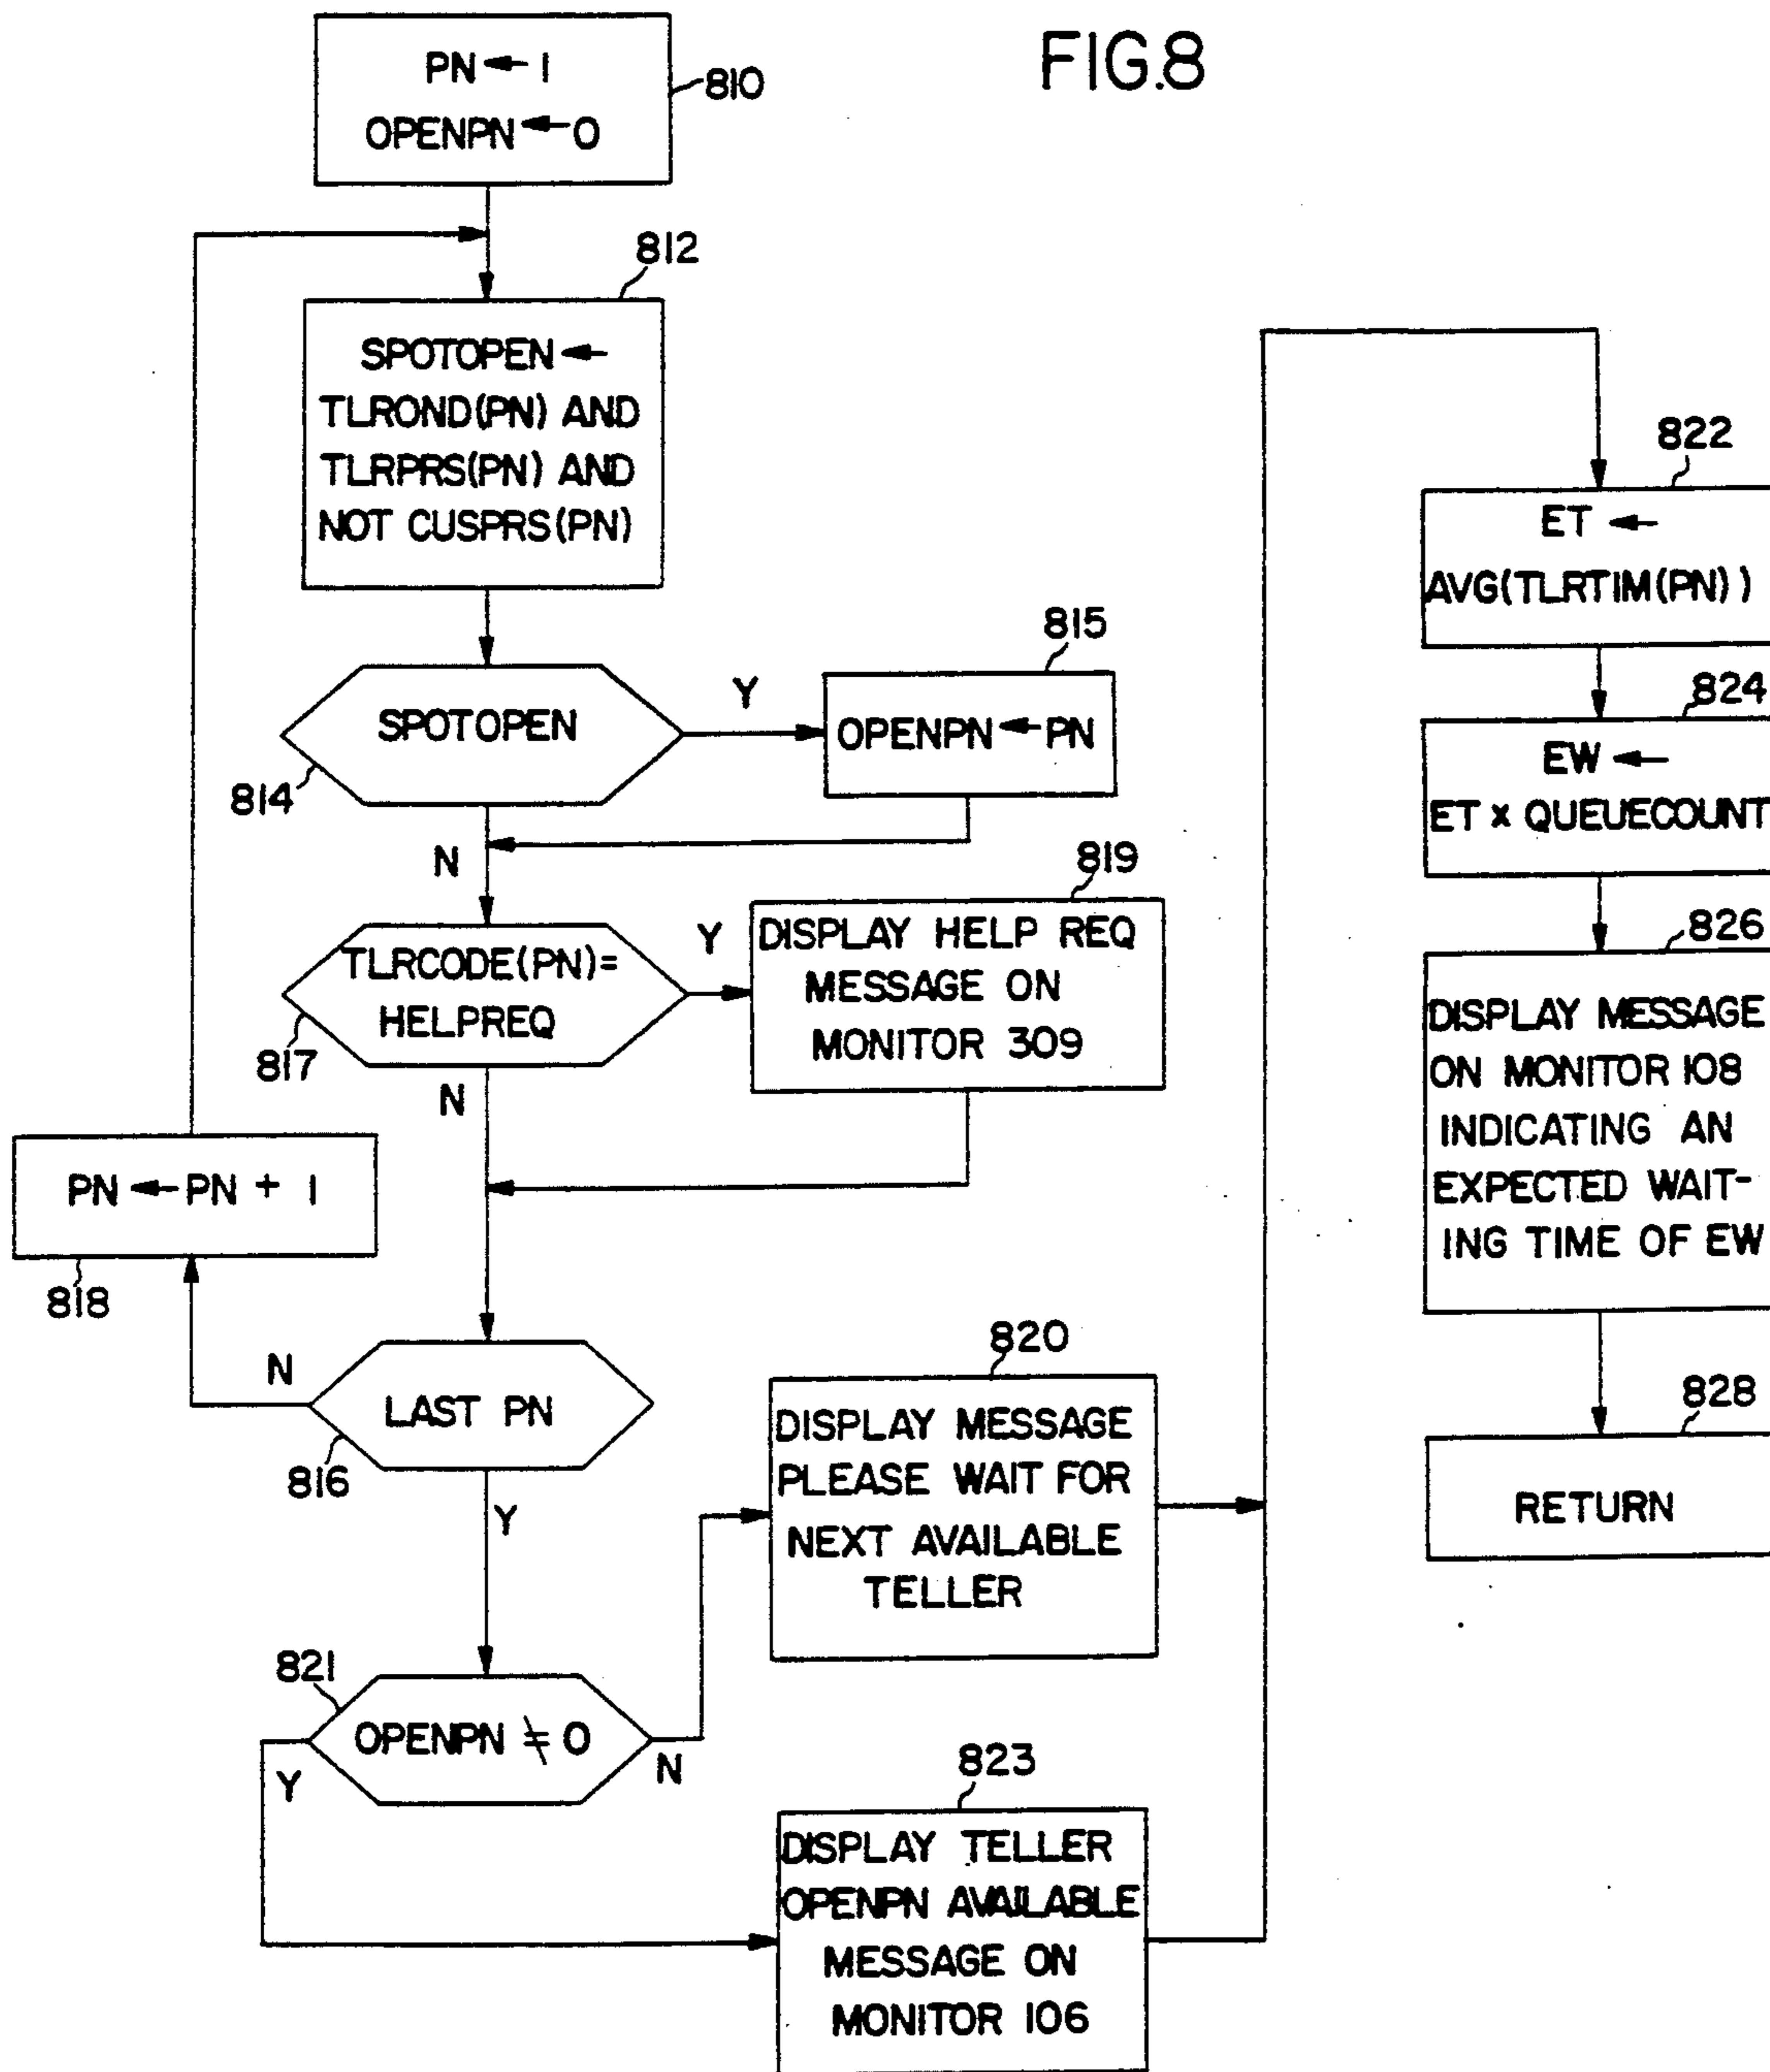 FIG.8
PN ← 1
OPENPN ← 0
810
812
SPOTOPEN ←
TLROND(PN) AND
TLRPRS(PN) AND
NOT CUSPRS(PN)
SPOTOPEN
814
Y
N
815
OPENPN ← PN
TLRCODE(PN)=
HELPREQ
817
Y
N
819
DISPLAY HELP REQ
MESSAGE ON
MONITOR 309
PN ← PN + 1
818
LAST PN
816
N
Y
820
DISPLAY MESSAGE
PLEASE WAIT FOR
NEXT AVAILABLE
TELLER
821
OPENPN ≠ 0
Y
N
823
DISPLAY TELLER
OPENPN AVAILABLE
MESSAGE ON
MONITOR 106
822
ET ←
AVG(TLRTIM(PN))
824
EW ←
ET x QUEUECOUNT
826
DISPLAY MESSAGE
ON MONITOR 108
INDICATING AN
EXPECTED WAIT-
ING TIME OF EW
828
RETURN